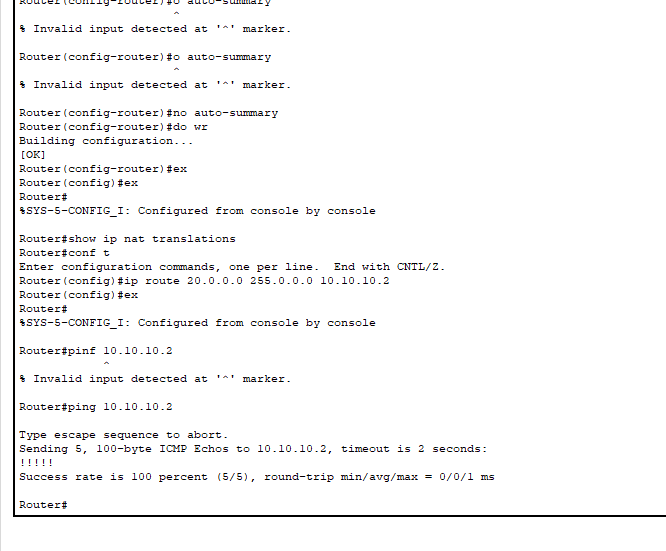 Router(config-router)#o auto-summary
^
% Invalid input detected at '^' marker.
Router(config-router)#o auto-summary
^
% Invalid input detected at '^' marker.
Router(config-router)#no auto-summary
Router(config-router)#do wr
Building configuration...
[OK]
Router(config-router)#ex
Router(config)#ex
Router#
%SYS-5-CONFIG_I: Configured from console by console
Router#show ip nat translations
Router#conf t
Enter configuration commands, one per line.  End with CNTL/Z.
Router(config)#ip route 20.0.0.0 255.0.0.0 10.10.10.2
Router(config)#ex
Router#
%SYS-5-CONFIG_I: Configured from console by console
Router#pinf 10.10.10.2
^
% Invalid input detected at '^' marker.
Router#ping 10.10.10.2
Type escape sequence to abort.
Sending 5, 100-byte ICMP Echos to 10.10.10.2, timeout is 2 seconds:
!!!!!
Success rate is 100 percent (5/5), round-trip min/avg/max = 0/0/1 ms
Router#